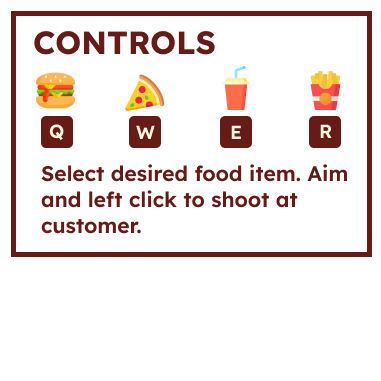 CONTROLS
Q W E R
Select desired food item. Aim
and left click to shoot at
customer.